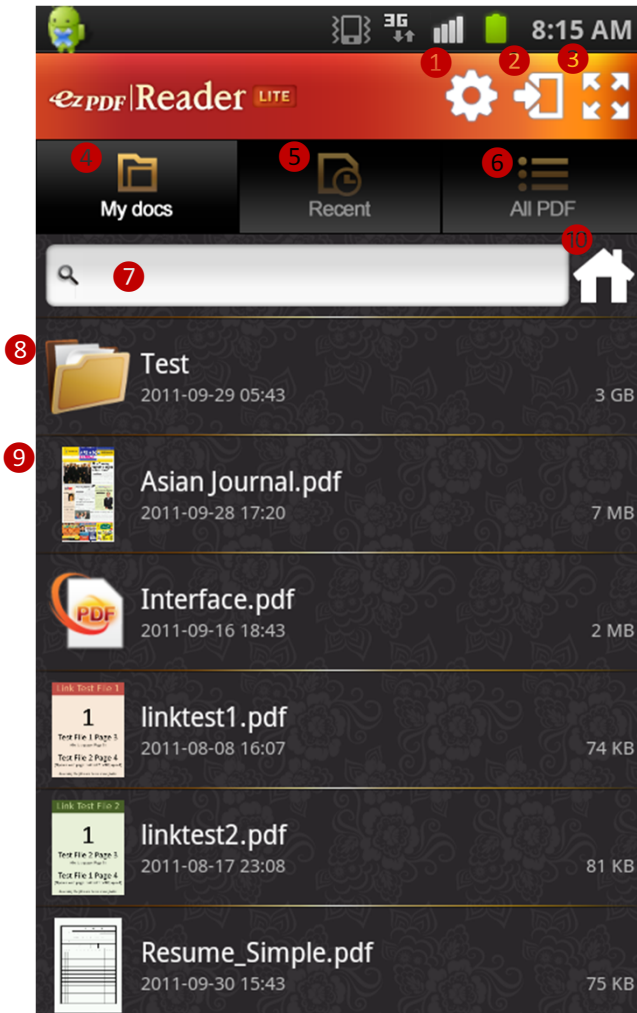 3G
8:15 AM
1
2
3
ezPDF Reader LITE
4
5
6
My docs
Recent
All PDF
10
7
8
Test
2011-09-29 05:43
3 GB
9
Asian Journal.pdf
2011-09-28 17:20
7 MB
PDF
Interface.pdf
2011-09-16 18:43
2 MB
Link Test File 1
1
Test File 1 Page 3
Test File 2 Page 4
linktest1.pdf
2011-08-08 16:07
74 KB
Link Test File 2
1
Test File 2 Page 3
Test File 1 Page 4
linktest2.pdf
2011-08-17 23:08
81 KB
Resume_Simple.pdf
2011-09-30 15:43
75 KB